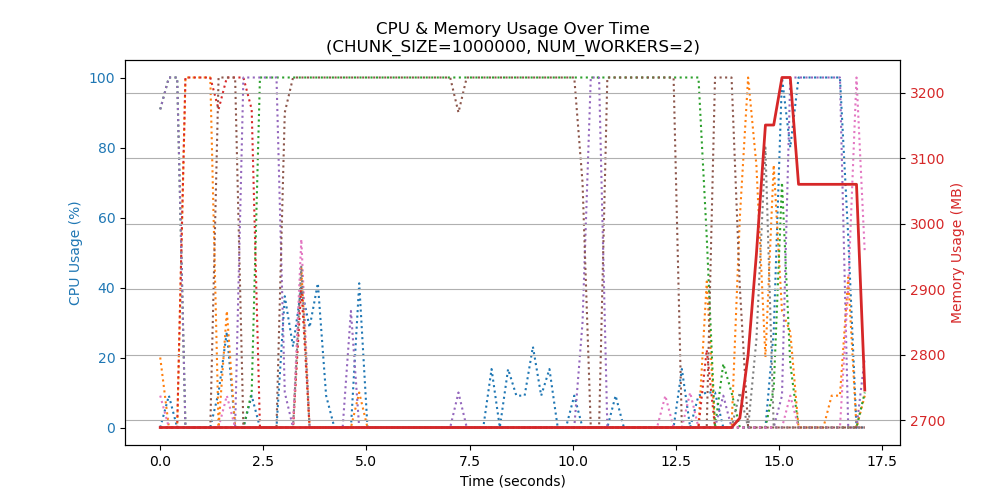 CPU & Memory Usage Over Time
(CHUNK_SIZE=1000000, NUM_WORKERS=2)
100
80
60
40
20
0
CPU Usage (%)
3200
3100
3000
2900
2800
2700
Memory Usage (MB)
0.0 2.5 5.0 7.5 10.0 12.5 15.0 17.5
Time (seconds)